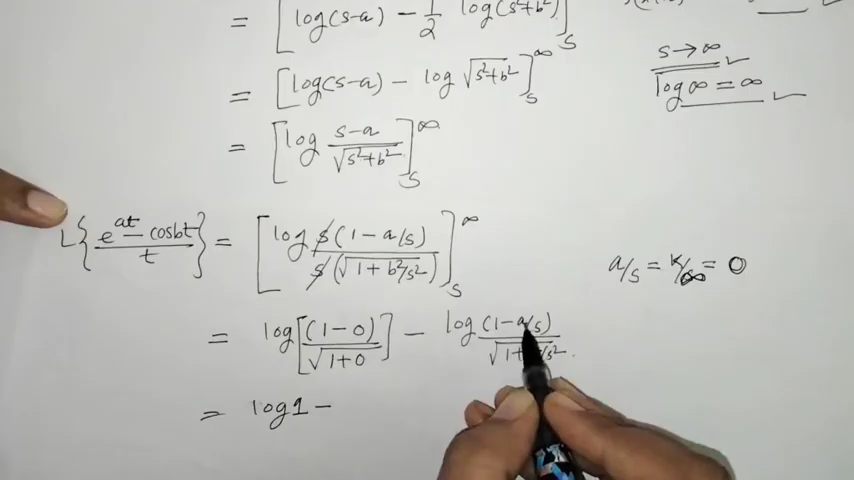 = [log(s-a) - 1/2 log(s²+b²)]_s
= [log(s-a) - log √(s²+b²)]_s^∞
s→∞
log∞ = ∞
= [log (s-a)/√(s²+b²)]_s^∞
L{(e^at - cosbt)/t} = [log s(1-a/s)/s(√(1+b²/s²))]_s^∞
a/s = k/∞ = 0
= log[(1-0)/√(1+0)] - log (1-a/s)/√(1+ /s²)
= log1 -